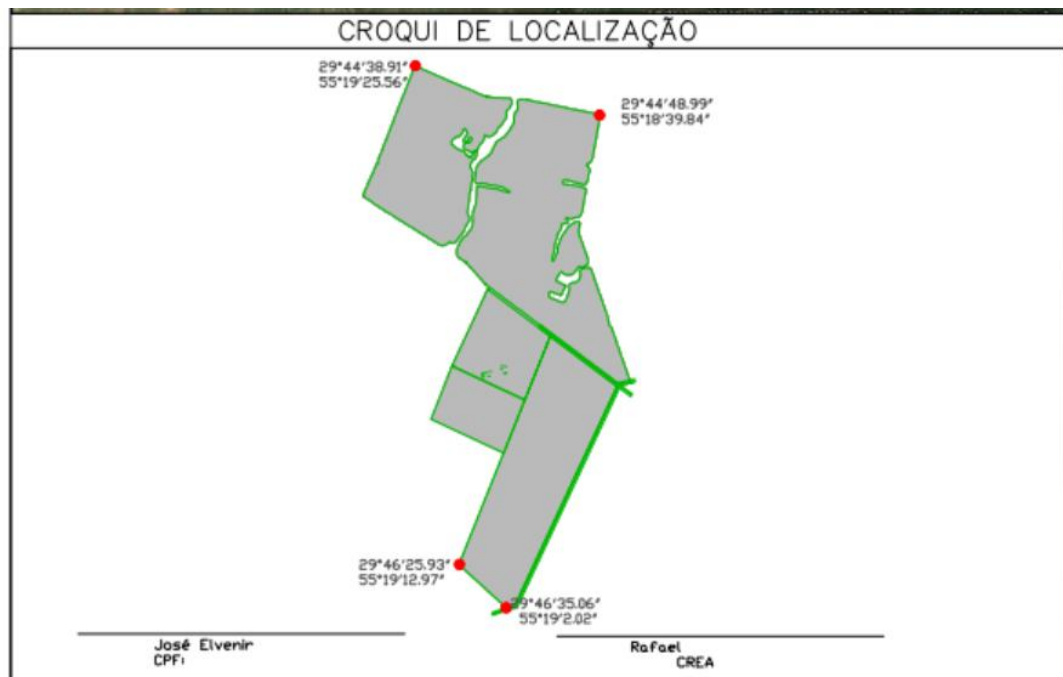 CROQUI DE LOCALIZAÇÃO
29°44'38.91"
55°19'25.56"
29°44'48.99"
55°18'39.84"
29°46'25.93"
55°19'12.97"
29°46'35.06"
55°19'2.02"
José Elvenir
CPF:
Rafael
CREA